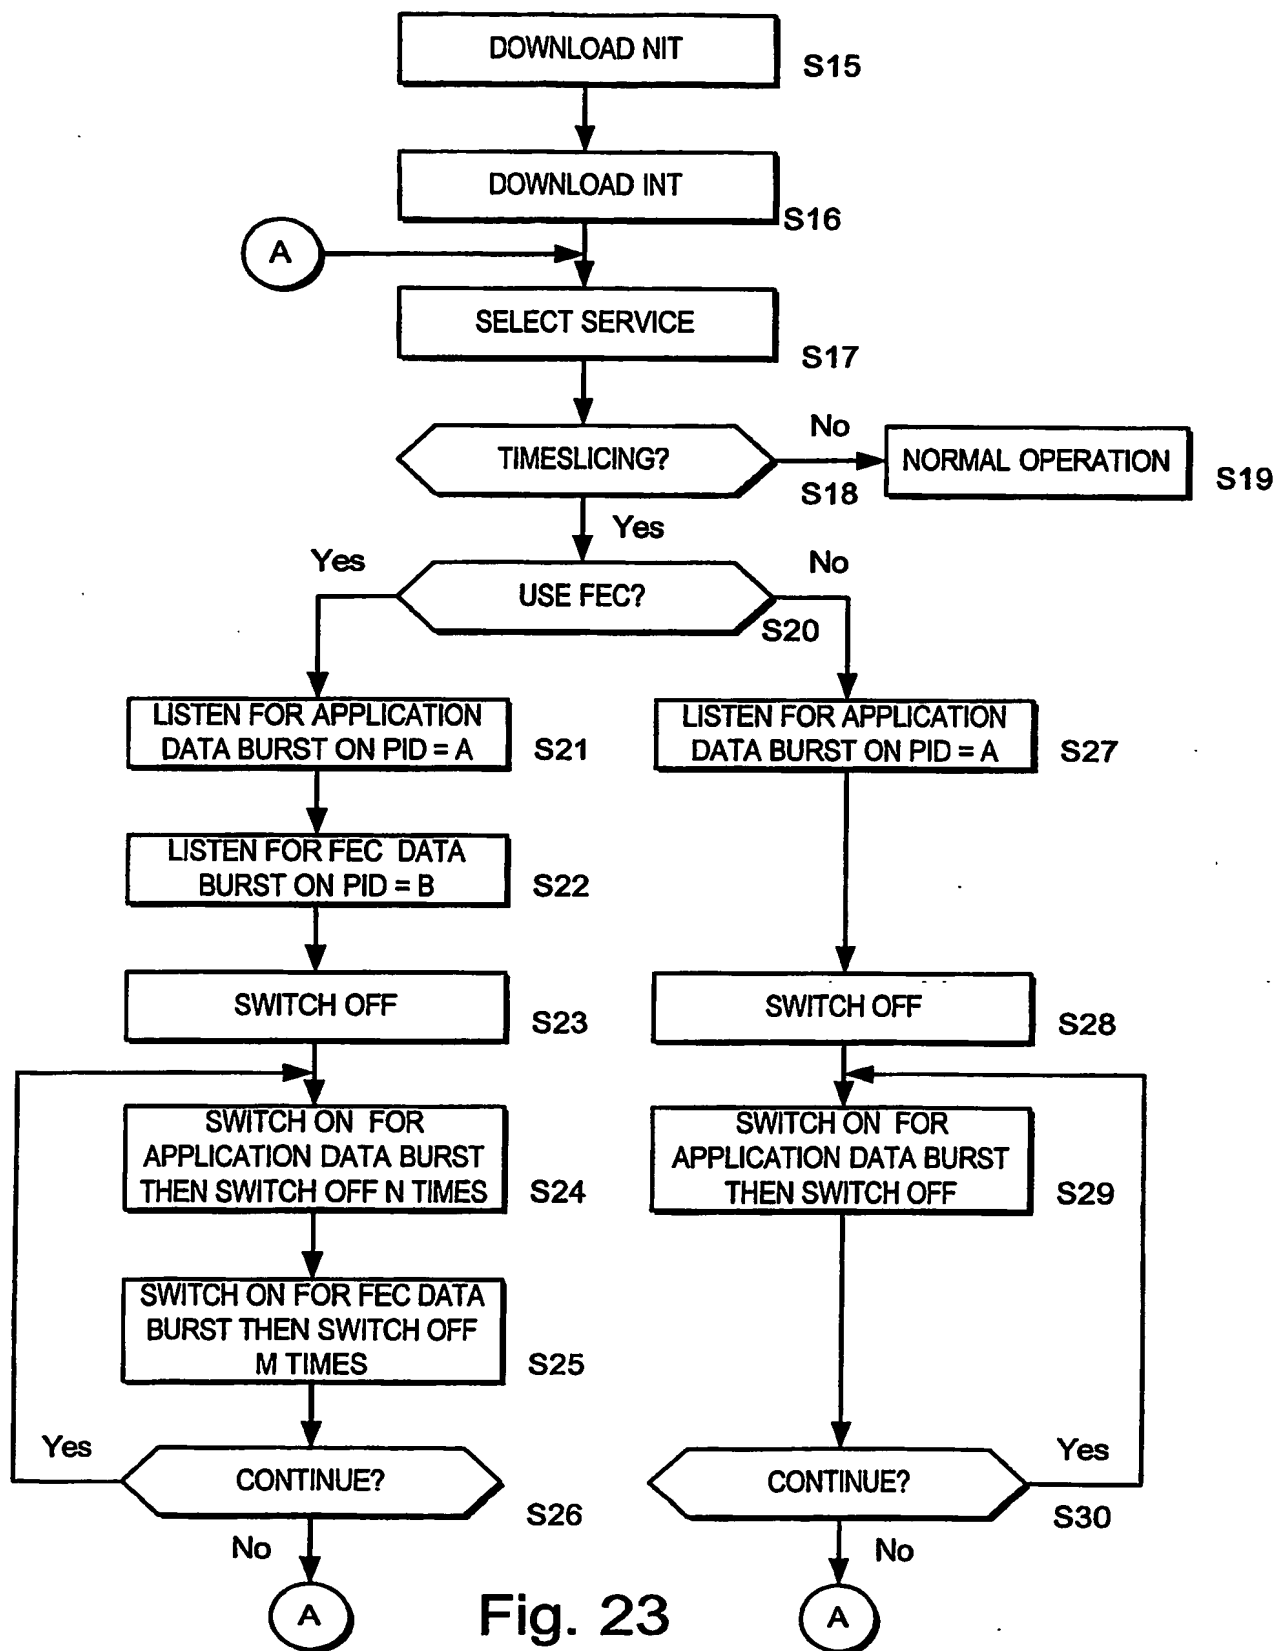 DOWNLOAD NIT
S15
DOWNLOAD INT
S16
A
SELECT SERVICE
S17
TIMESLICING?
No
S18
NORMAL OPERATION
S19
Yes
Yes
USE FEC?
No
S20
LISTEN FOR APPLICATION
DATA BURST ON PID = A
S21
LISTEN FOR APPLICATION
DATA BURST ON PID = A
S27
LISTEN FOR FEC DATA
BURST ON PID = B
S22
SWITCH OFF
S23
SWITCH OFF
S28
SWITCH ON FOR
APPLICATION DATA BURST
THEN SWITCH OFF N TIMES
S24
SWITCH ON FOR
APPLICATION DATA BURST
THEN SWITCH OFF
S29
SWITCH ON FOR FEC DATA
BURST THEN SWITCH OFF
M TIMES
S25
Yes
CONTINUE?
S26
No
CONTINUE?
Yes
S30
No
A
A
Fig. 23